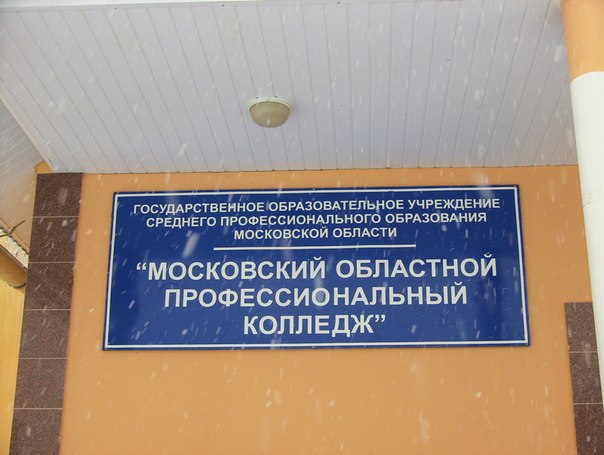 ГОСУДАРСТВЕННОЕ ОБРАЗОВАТЕЛЬНОЕ УЧРЕЖДЕНИЕ
СРЕДНЕГО ПРОФЕССИОНАЛЬНОГО ОБРАЗОВАНИЯ
МОСКОВСКОЙ ОБЛАСТИ
“МОСКОВСКИЙ ОБЛАСТНОЙ
ПРОФЕССИОНАЛЬНЫЙ
КОЛЛЕДЖ”